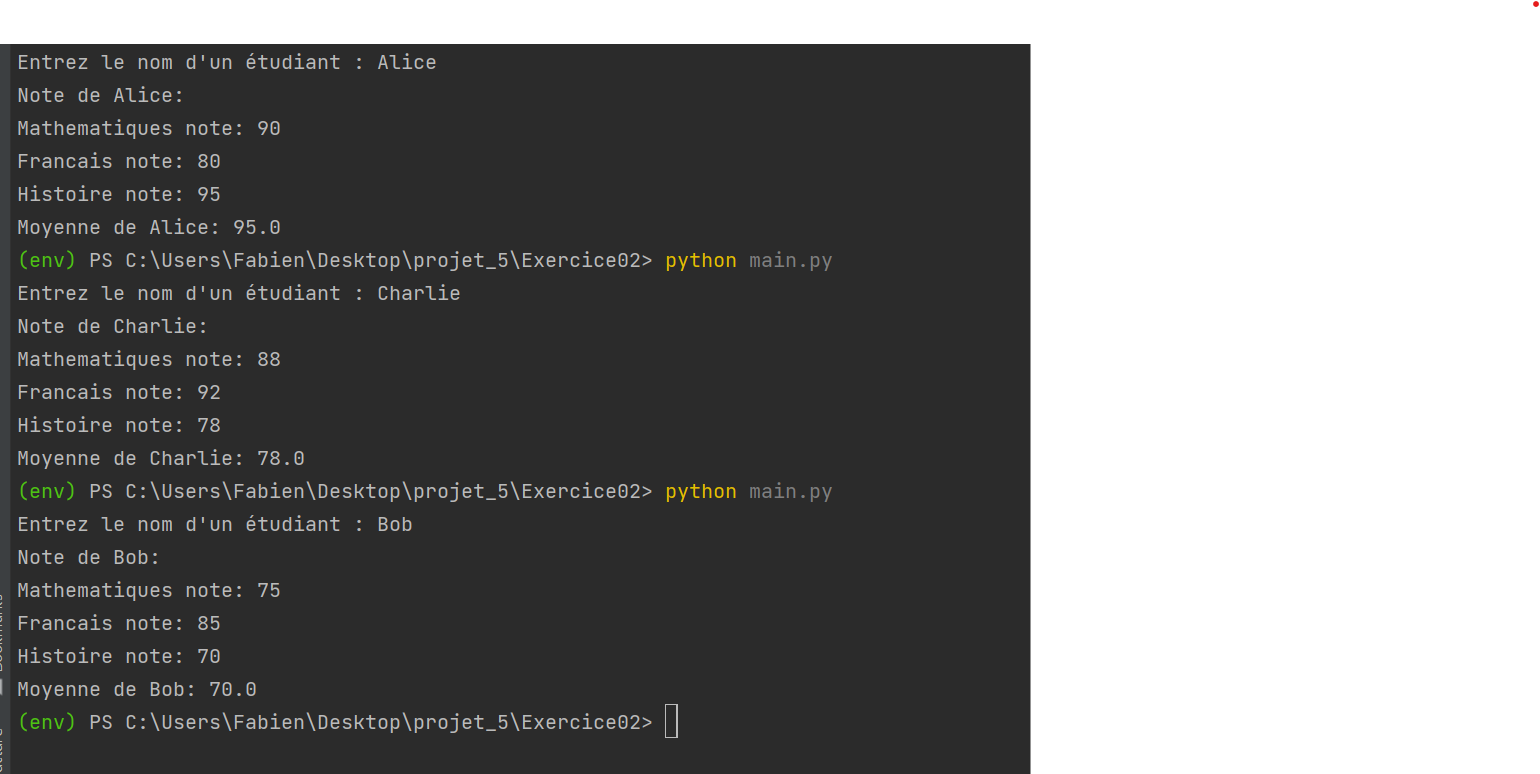 Entrez le nom d'un étudiant : Alice
Note de Alice:
Mathematiques note: 90
Francais note: 80
Histoire note: 95
Moyenne de Alice: 95.0
(env) PS C:\Users\Fabien\Desktop\projet_5\Exercice02> python main.py
Entrez le nom d'un étudiant : Charlie
Note de Charlie:
Mathematiques note: 88
Francais note: 92
Histoire note: 78
Moyenne de Charlie: 78.0
(env) PS C:\Users\Fabien\Desktop\projet_5\Exercice02> python main.py
Entrez le nom d'un étudiant : Bob
Note de Bob:
Mathematiques note: 75
Francais note: 85
Histoire note: 70
Moyenne de Bob: 70.0
(env) PS C:\Users\Fabien\Desktop\projet_5\Exercice02>